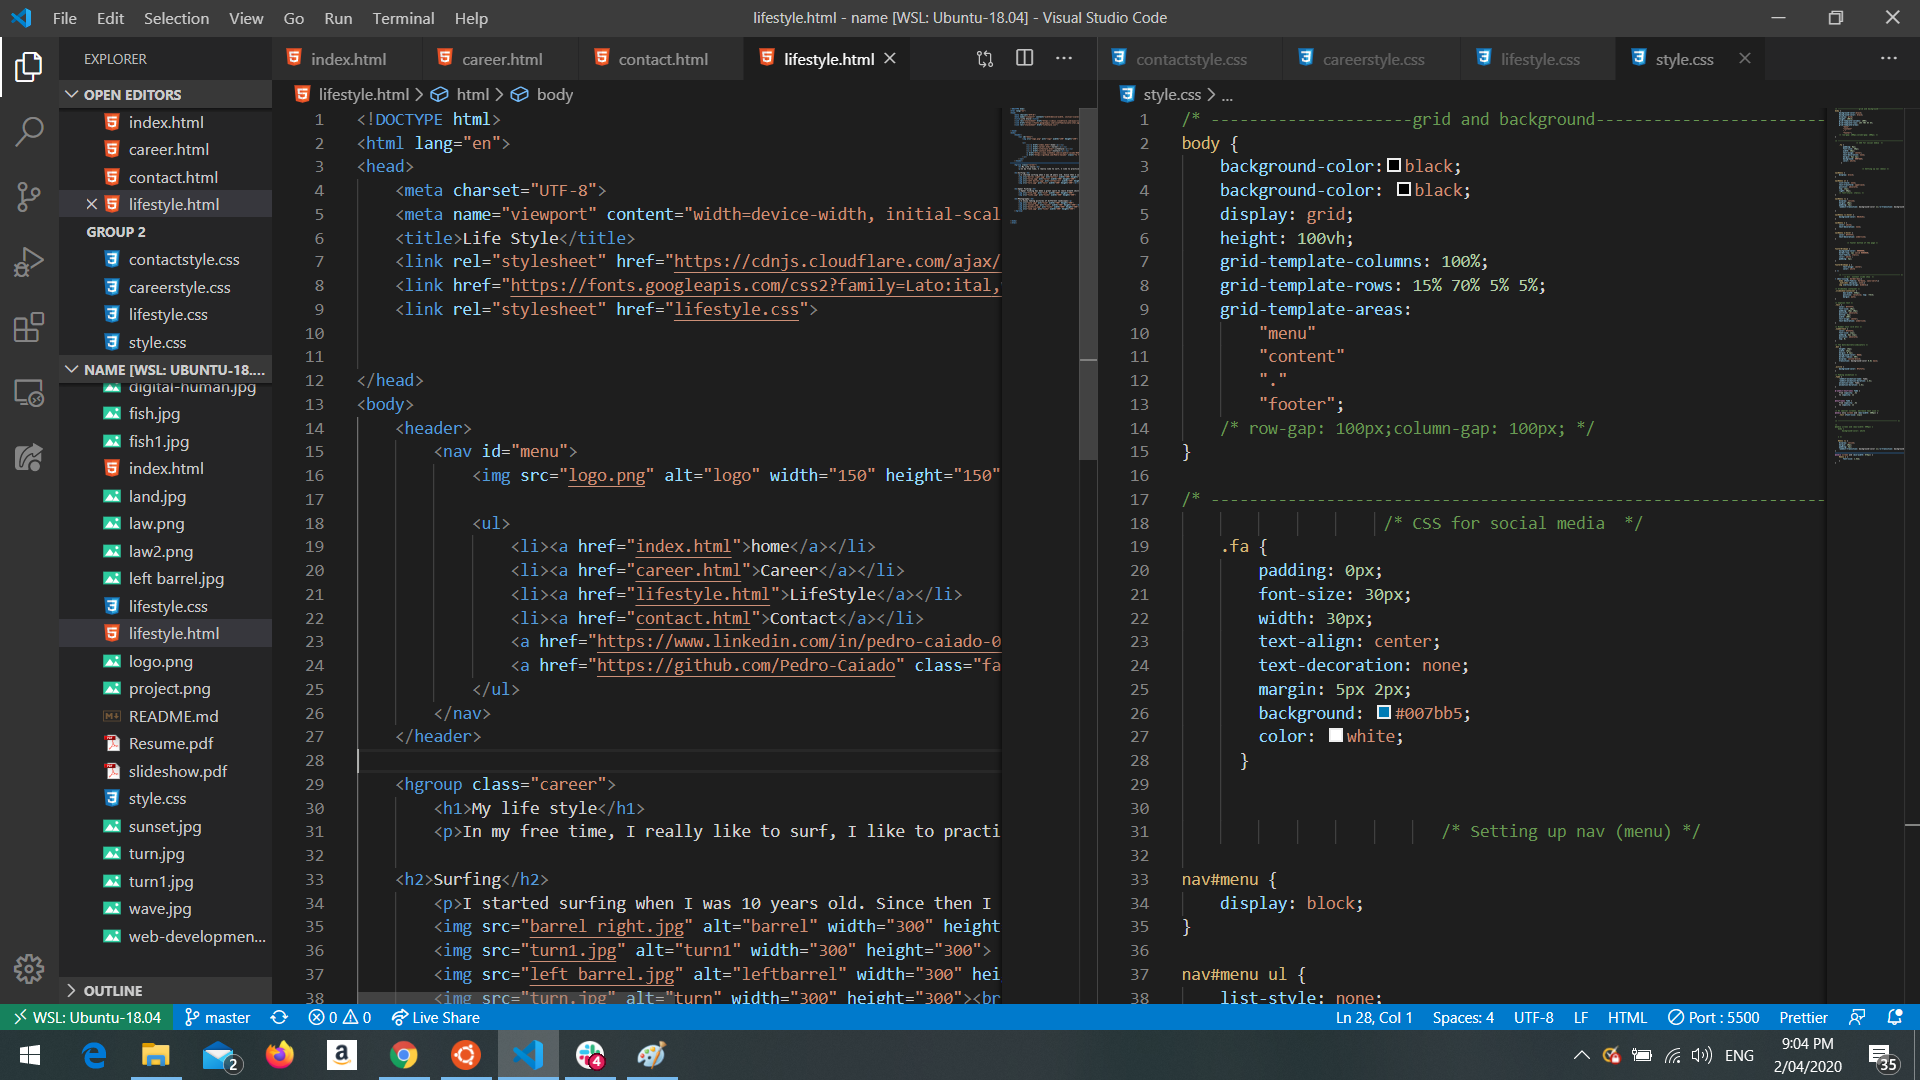 File Edit Selection View Go Run Terminal Help
lifestyle.html - name [WSL: Ubuntu-18.04] - Visual Studio Code
EXPLORER
OPEN EDITORS
index.html
career.html
contact.html
lifestyle.html
GROUP 2
contactstyle.css
careerstyle.css
lifestyle.css
style.css
NAME [WSL: UBUNTU-18....
digital-human.jpg
fish.jpg
fish1.jpg
index.html
land.jpg
law.png
law2.png
left barrel.jpg
lifestyle.css
lifestyle.html
logo.png
project.png
README.md
Resume.pdf
slideshow.pdf
style.css
sunset.jpg
turn.jpg
turn1.jpg
wave.jpg
web-developmen...
OUTLINE
index.html career.html contact.html lifestyle.html
lifestyle.html > html > body
1 <!DOCTYPE html>
2 <html lang="en">
3 <head>
4 <meta charset="UTF-8">
5 <meta name="viewport" content="width=device-width, initial-scal
6 <title>Life Style</title>
7 <link rel="stylesheet" href="https://cdnjs.cloudflare.com/ajax/
8 <link href="https://fonts.googleapis.com/css2?family=Lato:ital,
9 <link rel="stylesheet" href="lifestyle.css">
10
11
12 </head>
13 <body>
14 <header>
15 <nav id="menu">
16 <img src="logo.png" alt="logo" width="150" height="150"
17
18 <ul>
19 <li><a href="index.html">home</a></li>
20 <li><a href="career.html">Career</a></li>
21 <li><a href="lifestyle.html">LifeStyle</a></li>
22 <li><a href="contact.html">Contact</a></li>
23 <a href="https://www.linkedin.com/in/pedro-caiado-0
24 <a href="https://github.com/Pedro-Caiado" class="fa
25 </ul>
26 </nav>
27 </header>
28
29 <hgroup class="career">
30 <h1>My life style</h1>
31 <p>In my free time, I really like to surf, I like to practi
32
33 <h2>Surfing</h2>
34 <p>I started surfing when I was 10 years old. Since then I
35 <img src="barrel right.jpg" alt="barrel" width="300" height
36 <img src="turn1.jpg" alt="turn1" width="300" height="300">
37 <img src="left barrel.jpg" alt="leftbarrel" width="300" hei
38 <img src="turn.jpg" alt="turn" width="300" height="300"><br
contactstyle.css careerstyle.css lifestyle.css style.css
style.css > ...
1 /* ---------------------grid and background------------------------
2 body {
3 background-color: black;
4 background-color: black;
5 display: grid;
6 height: 100vh;
7 grid-template-columns: 100%;
8 grid-template-rows: 15% 70% 5% 5%;
9 grid-template-areas:
10 "menu"
11 "content"
12 "."
13 "footer";
14 /* row-gap: 100px;column-gap: 100px; */
15 }
16
17 /* ----------------------------------------------------------------
18 /* CSS for social media  */
19 .fa {
20 padding: 0px;
21 font-size: 30px;
22 width: 30px;
23 text-align: center;
24 text-decoration: none;
25 margin: 5px 2px;
26 background: #007bb5;
27 color: white;
28 }
29
30
31 /* Setting up nav (menu) */
32
33 nav#menu {
34 display: block;
35 }
36
37 nav#menu ul {
38 list-style: none;
WSL: Ubuntu-18.04 master 0 0 Live Share Ln 28, Col 1 Spaces: 4 UTF-8 LF HTML Port : 5500 Prettier
2 4 ENG 9:04 PM
2/04/2020 35